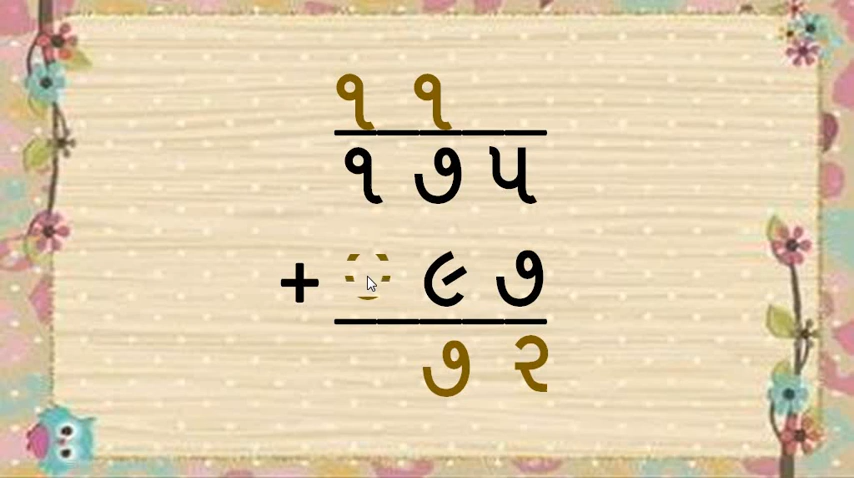 ૧ ૧
૧ ૭ ૫
+ ૯ ૭
૭ ૨